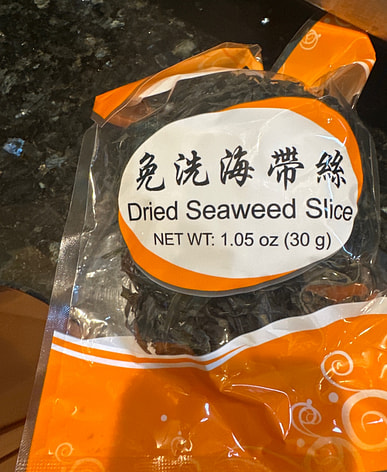 免洗海帶絲
Dried Seaweed Slice
NET WT: 1.05 oz (30 g)